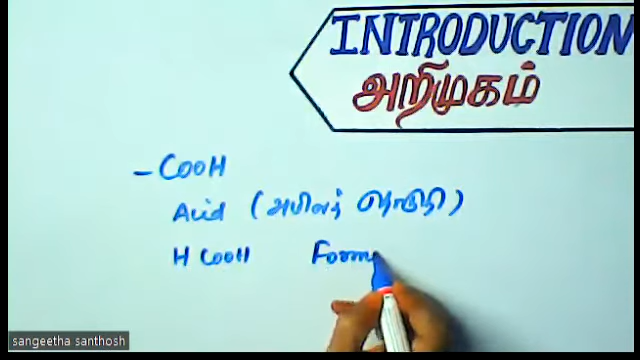 INTRODUCTION
அறிமுகம்
- COOH
Acid (அமிலத் தொகுதி)
H COOH Form
sangeetha santhosh